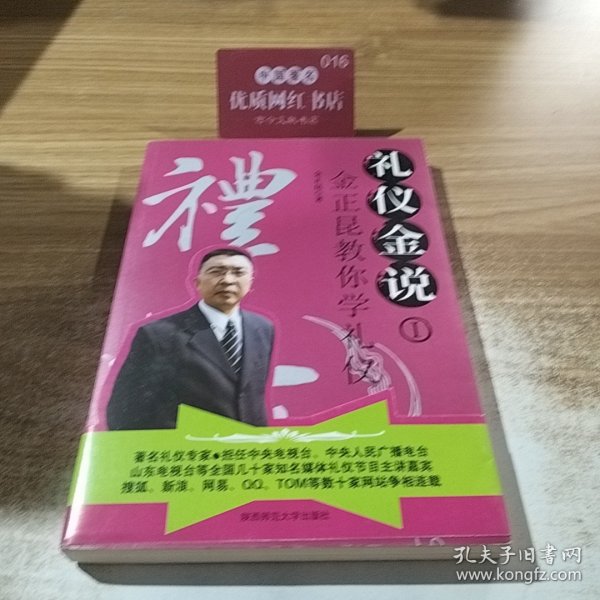 016
优质网红书店
禮
礼仪金说
I
金正昆教你学礼仪
著名礼仪专家●担任中央电视台、中央人民广播电台
山东电视台等全国几十家知名媒体礼仪节目主讲嘉宾
搜狐、新浪、网易、QQ、TOM等数十家网站争相连载
陕西师范大学出版社
孔夫子旧书网
www.kongfz.com